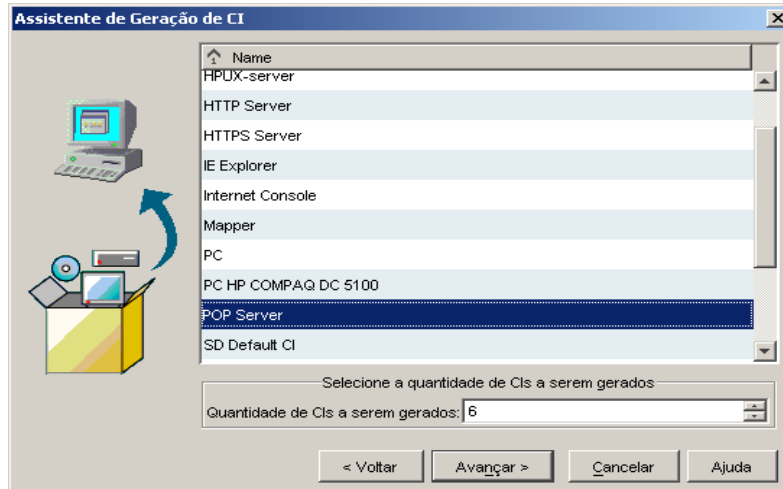 Assistente de Geração de CI
Name
HPUX-server
HTTP Server
HTTPS Server
IE Explorer
Internet Console
Mapper
PC
PC HP COMPAQ DC 5100
POP Server
SD Default CI
Selecione a quantidade de CIs a serem gerados
Quantidade de CIs a serem gerados: 6
< Voltar
Avançar >
Cancelar
Ajuda